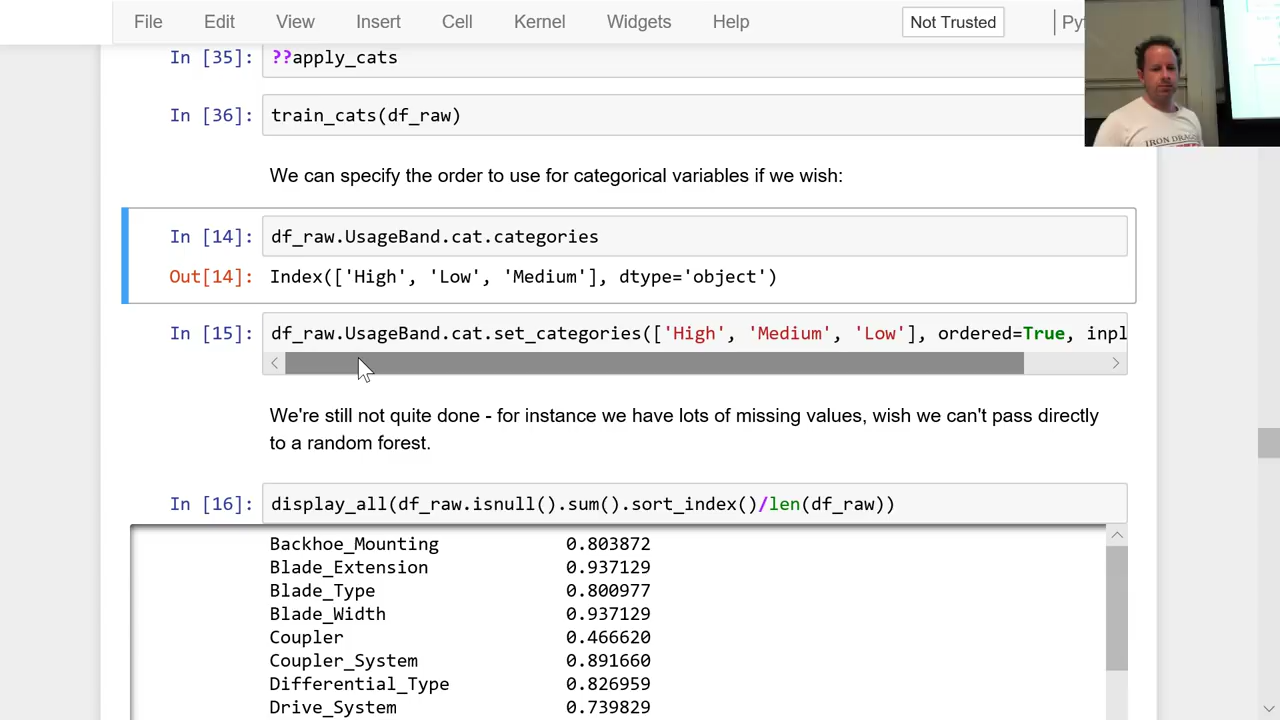 File Edit View Insert Cell Kernel Widgets Help Not Trusted Py
In [35]: ??apply_cats
In [36]: train_cats(df_raw)
IRON DRAGO
We can specify the order to use for categorical variables if we wish:
In [14]: df_raw.UsageBand.cat.categories
Out[14]: Index(['High', 'Low', 'Medium'], dtype='object')
In [15]: df_raw.UsageBand.cat.set_categories(['High', 'Medium', 'Low'], ordered=True, inpl
We're still not quite done - for instance we have lots of missing values, wish we can't pass directly
to a random forest.
In [16]: display_all(df_raw.isnull().sum().sort_index()/len(df_raw))
Backhoe_Mounting 0.803872
Blade_Extension 0.937129
Blade_Type 0.800977
Blade_Width 0.937129
Coupler 0.466620
Coupler_System 0.891660
Differential_Type 0.826959
Drive_System 0.739829